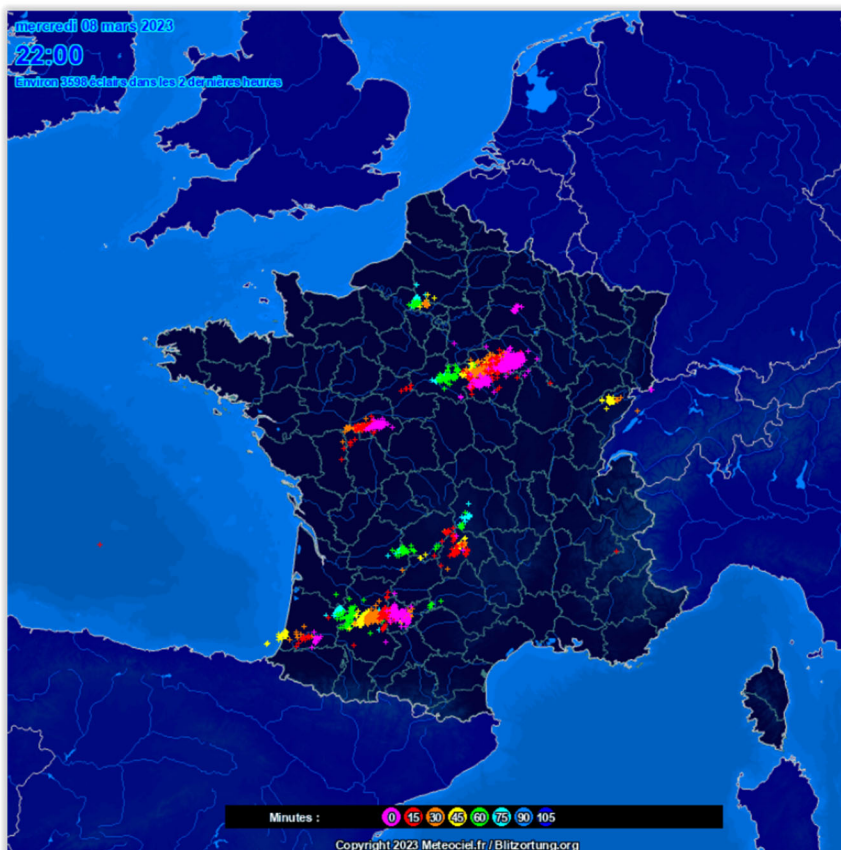 mercredi 08 mars 2023
22:00
Environ 3598 éclairs dans les 2 dernières heures
Minutes : 0 15 30 45 60 75 90 105
Copyright 2023 Meteociel.fr / Blitzortung.org